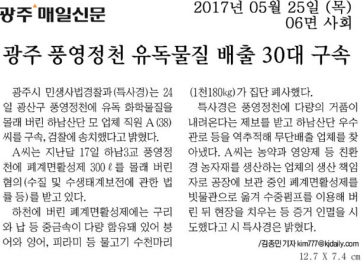 광주 매일신문
2017년 05월 25일 (목)
06면 사회
광주 풍영정천 유독물질 배출 30대 구속
광주시 민생사법경찰과(특사경)는 24
일 광산구 풍영정천에 유독 화학물질을
몰래 버린 하남산단 모 업체 직원 A(38)
씨를 구속, 검찰에 송치했다고 밝혔다.
A씨는 지난달 17일 하남3교 풍영정
천에 폐계면활성제 300ℓ를 몰래 버린
혐의(수질 및 수생태계보전에 관한 법
률 등)를 받고 있다.
하천에 버린 폐계면활성제에는 구리
와 납 등 중금속이 다량 함유돼 있어 붕
어와 잉어, 피라미 등 물고기 수천마리
(1천180㎏)가 집단 폐사했다.
특사경은 풍영정천에 다량의 거품이
내려온다는 제보를 받고 하남산단 우수
관로 등을 역추적해 무단배출 업체를 찾
아냈다. A씨는 농약과 영양제 등 친환
경 농자재를 생산하는 업체의 생산 책임
자로 공장에 보관 중인 폐계면활성제를
빗물관으로 옮겨 수중펌프를 이용해 버
린 뒤 현장을 치우는 등 증거 인멸을 시
도했다고 시 특사경은 밝혔다.
/김종민기자 kim777@kjdaily.com
12.7 X 7.4 cm